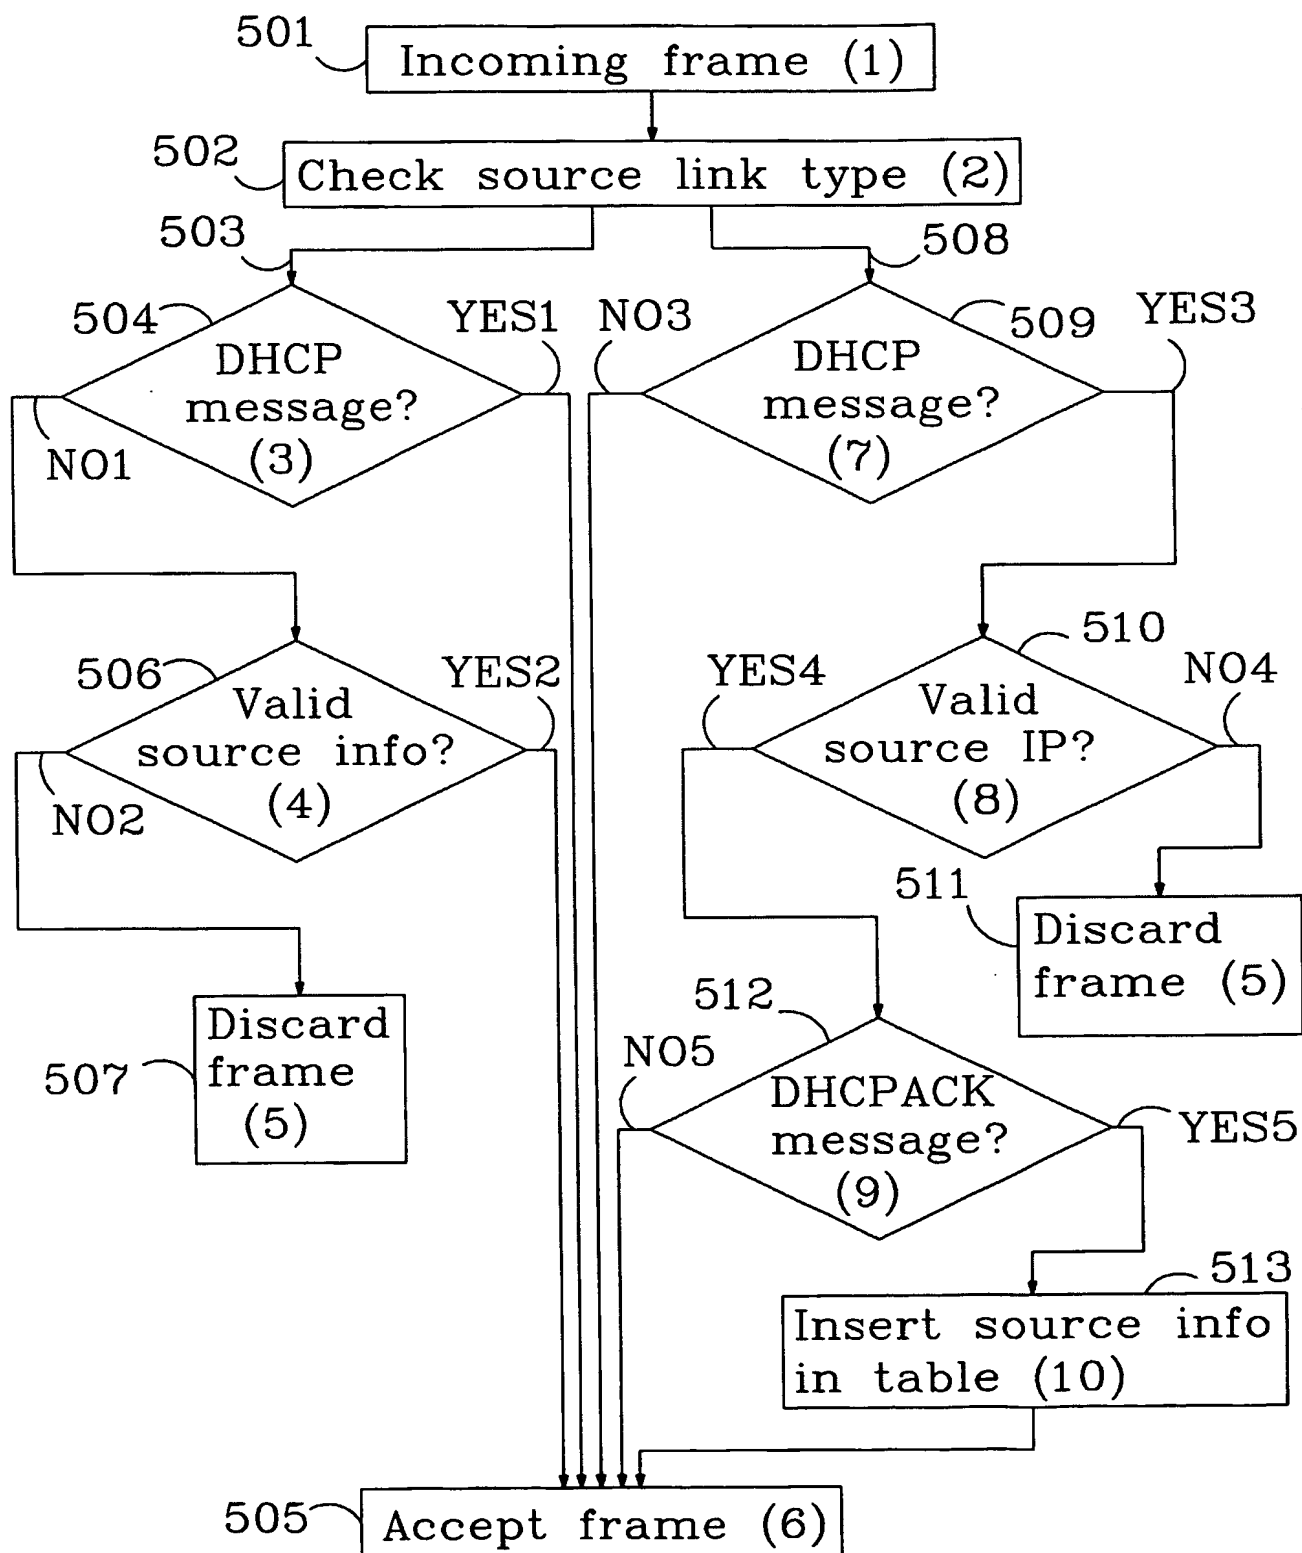 501
Incoming frame (1)
502
Check source link type (2)
503
508
504
YES1
NO3
509
YES3
DHCP
message?
(3)
DHCP
message?
(7)
NO1
506
YES2
YES4
510
NO4
Valid
source info?
(4)
Valid
source IP?
(8)
NO2
511
Discard
frame (5)
512
NO5
507
Discard
frame
(5)
DHCPACK
message?
(9)
YES5
513
Insert source info
in table (10)
505
Accept frame (6)